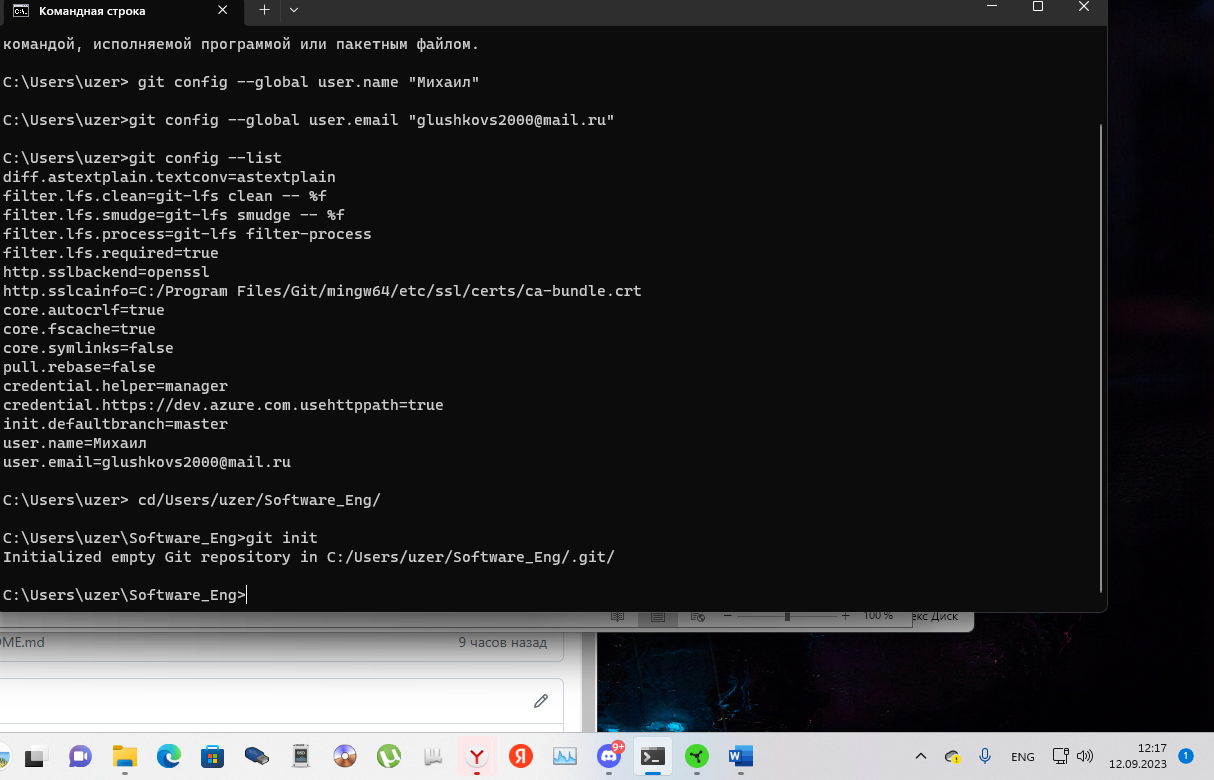 Командная строка
командой, исполняемой программой или пакетным файлом.
C:\Users\uzer> git config --global user.name "Михаил"
C:\Users\uzer>git config --global user.email "glushkovs2000@mail.ru"
C:\Users\uzer>git config --list
diff.astextplain.textconv=astextplain
filter.lfs.clean=git-lfs clean -- %f
filter.lfs.smudge=git-lfs smudge -- %f
filter.lfs.process=git-lfs filter-process
filter.lfs.required=true
http.sslbackend=openssl
http.sslcainfo=C:/Program Files/Git/mingw64/etc/ssl/certs/ca-bundle.crt
core.autocrlf=true
core.fscache=true
core.symlinks=false
pull.rebase=false
credential.helper=manager
credential.https://dev.azure.com.usehttppath=true
init.defaultbranch=master
user.name=Михаил
user.email=glushkovs2000@mail.ru
C:\Users\uzer> cd/Users/uzer/Software_Eng/
C:\Users\uzer\Software_Eng>git init
Initialized empty Git repository in C:/Users/uzer/Software_Eng/.git/
C:\Users\uzer\Software_Eng>
100 % екс Диск
OME.md 9 часов назад
9+
ENG 12:17 1
12.09.2023